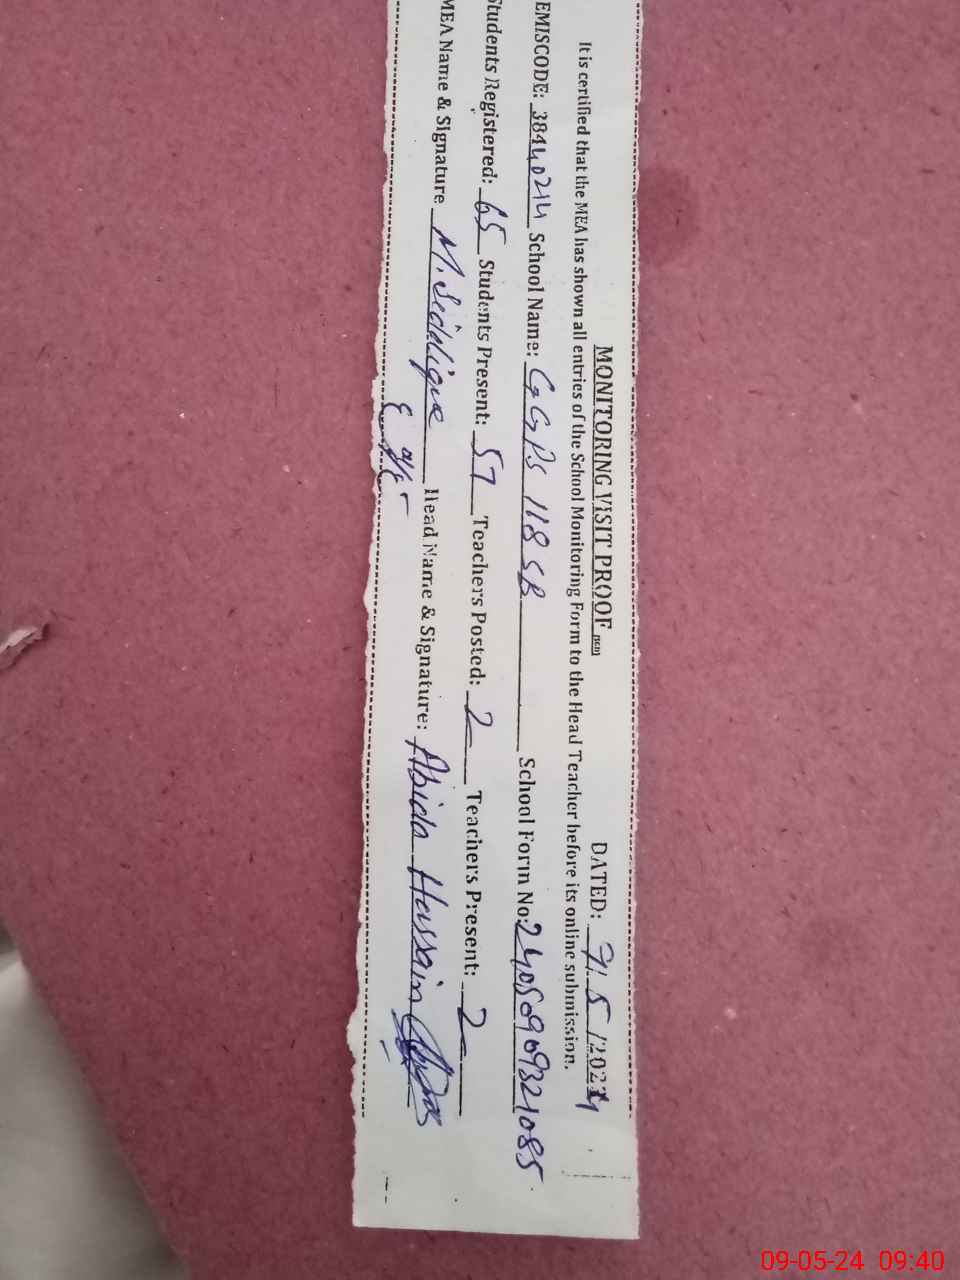 MONITORING VISIT PROOF DATED: 9.5/2024
It is certified that the MEA has shown all entries of the School Monitoring Form to the Head Teacher before its online submission.
EMISCODE: 38440214 School Name: GGPS 118 SB School Form No: 24050909321085
Students Registered: 65 Students Present: 57 Teachers Posted: 2 Teachers Present: 2
MEA Name & Signature M. Siddique Head Name & Signature: Abida Hussain
09-05-24 09:40